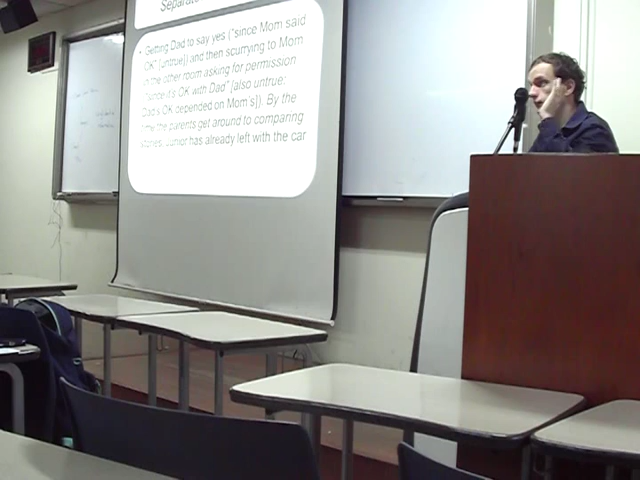 Separate
• Getting Dad to say yes ("since Mom said
OK" [untrue]) and then scurrying to Mom
in the other room asking for permission
"since it's OK with Dad" [also untrue:
Dad's OK depended on Mom's]). By the
time the parents get around to comparing
stories, Junior has already left with the car